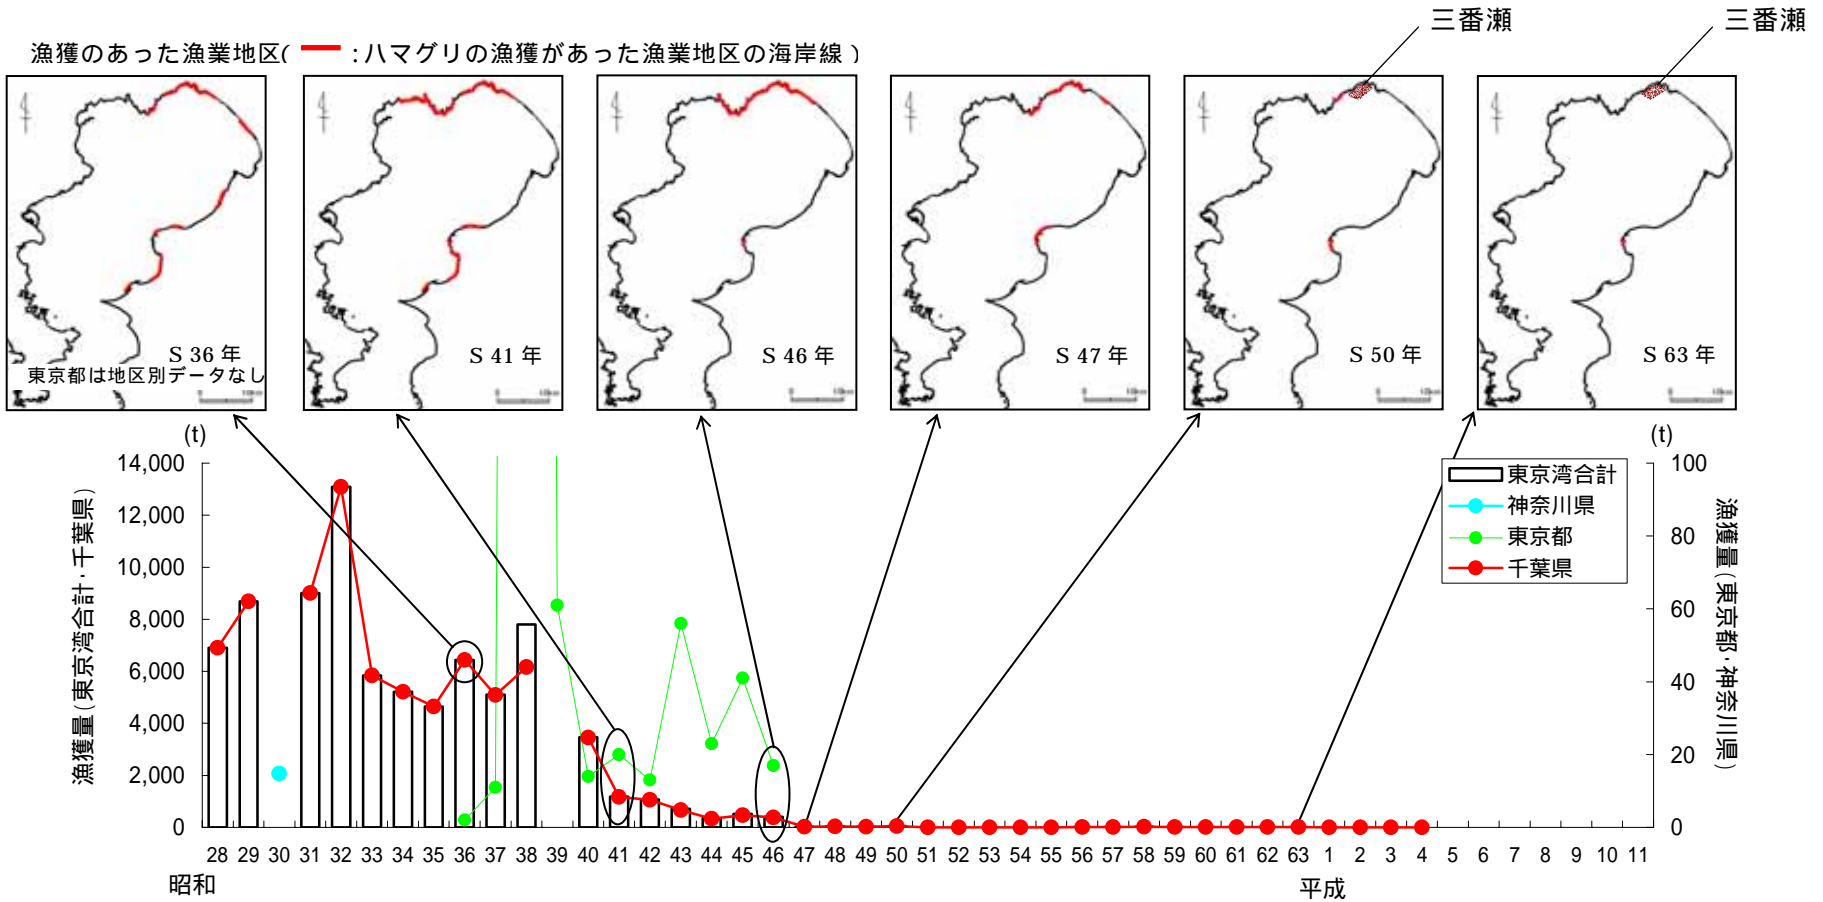 三番瀬
三番瀬
漁獲のあった漁業地区( :ハマグリの漁獲があった漁業地区の海岸線)
S 36 年
東京都は地区別データなし
S 41 年
S 46 年
S 47 年
S 50 年
S 63 年
(t)
(t)
漁獲量(東京湾合計・千葉県)
14,000
12,000
10,000
8,000
6,000
4,000
2,000
0
東京湾合計
神奈川県
東京都
千葉県
100
80
60
40
20
0
漁獲量(東京都・神奈川県)
28 29 30 31 32 33 34 35 36 37 38 39 40 41 42 43 44 45 46 47 48 49 50 51 52 53 54 55 56 57 58 59 60 61 62 63 1 2 3 4 5 6 7 8 9 10 11
昭和
平成